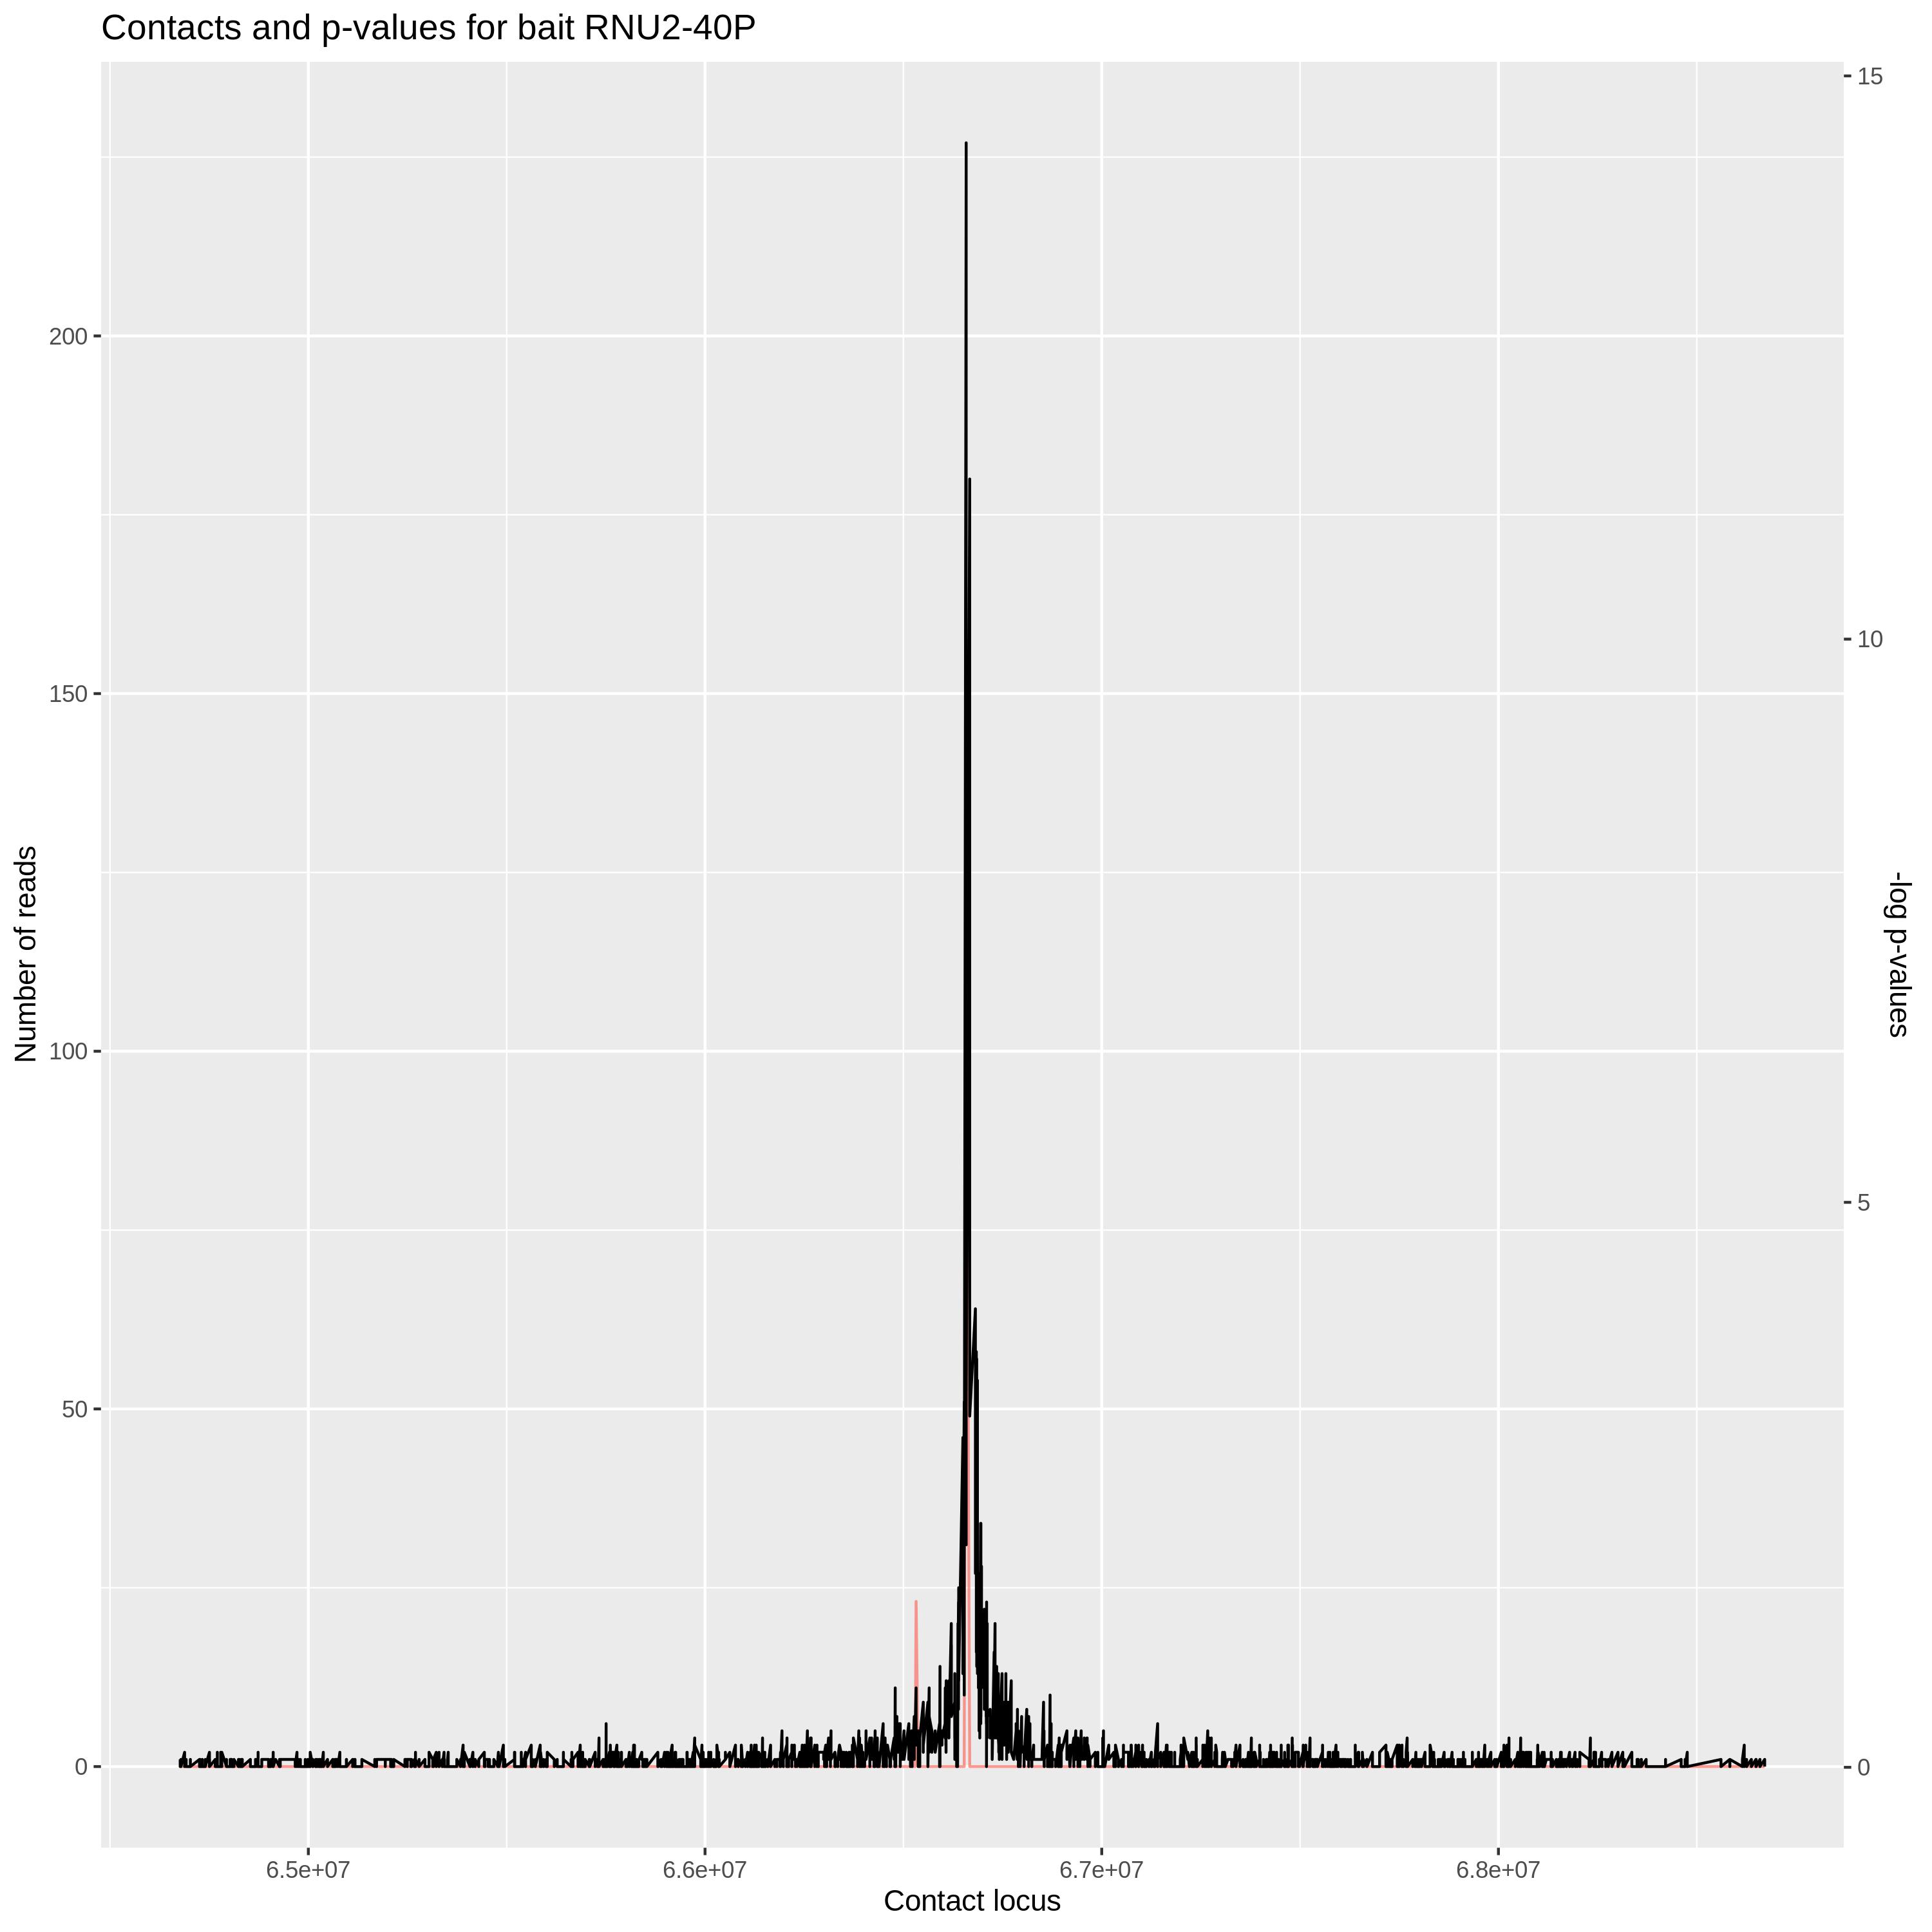 Contacts and p-values for bait RNU2-40P
Number of reads
200
150
100
50
0
15
10
5
0
-log p-values
6.5e+07
6.6e+07
6.7e+07
6.8e+07
Contact locus